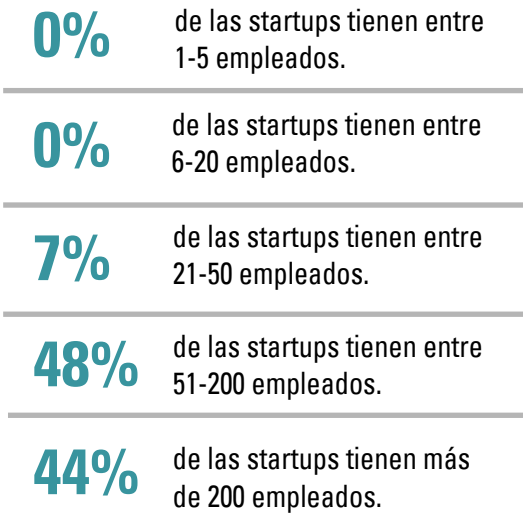 0%
de las startups tienen entre
1-5 empleados.
0%
de las startups tienen entre
6-20 empleados.
7%
de las startups tienen entre
21-50 empleados.
48%
de las startups tienen entre
51-200 empleados.
44%
de las startups tienen más
de 200 empleados.